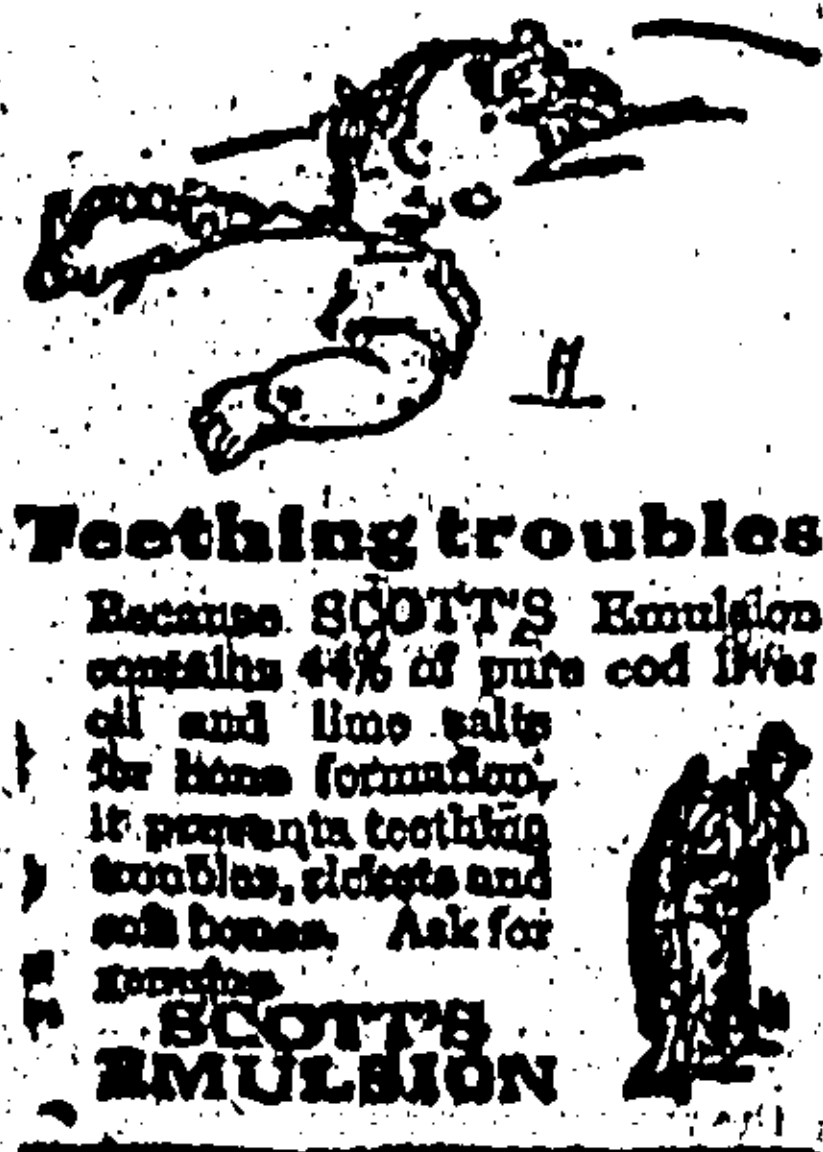 Teething troubles
Because SCOTT'S Emulsion
contains 44% of pure cod liver
oil and lime salts
for bone formation,
it prevents teething
troubles, rickets and
soft bones. Ask for
genuine
SCOTT'S
EMULSION